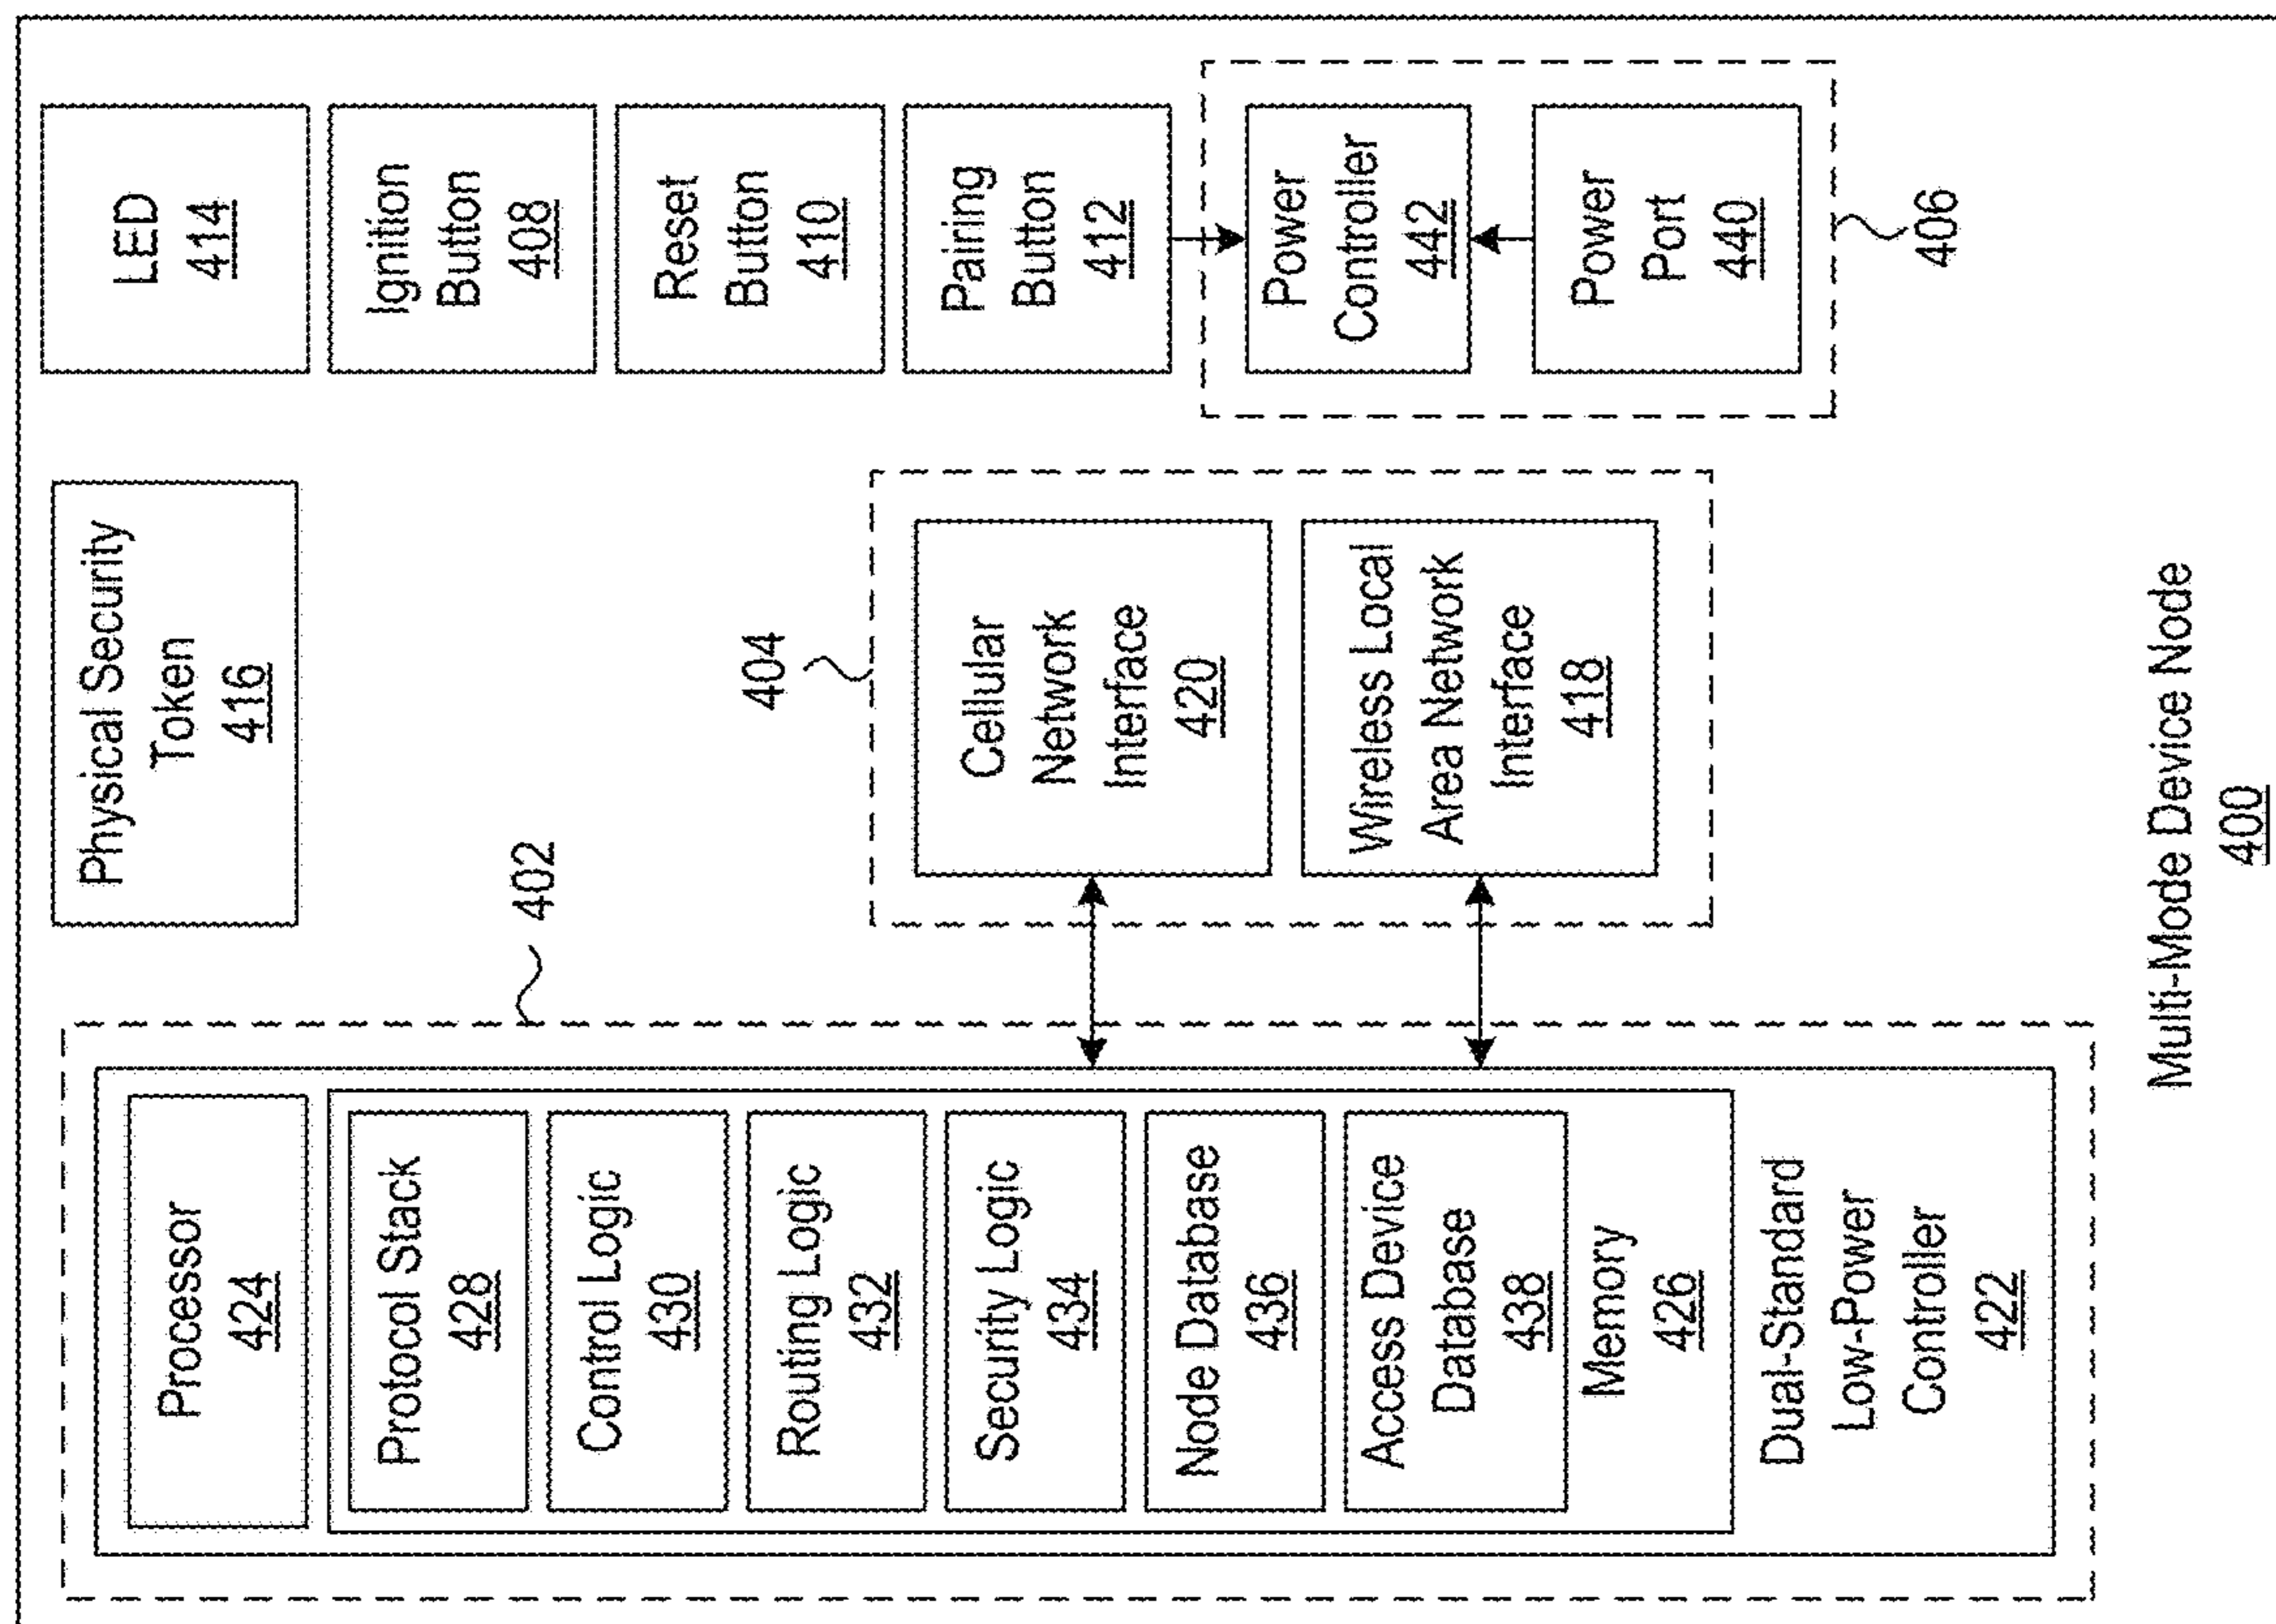 Processor
424
Protocol Stack
428
Control Logic
430
Routing Logic
432
Security Logic
434
Node Database
436
Access Device
Database
438
Memory
426
Dual-Standard
Low-Power
Controller
422
402
Physical Security
Token
416
404
Cellular
Network
Interface
420
Wireless Local
Area Network
Interface
418
LED
414
Ignition
Button
408
Reset
Button
410
Pairing
Button
412
Power
Controller
442
Power
Port
440
406
Multi-Mode Device Node
400